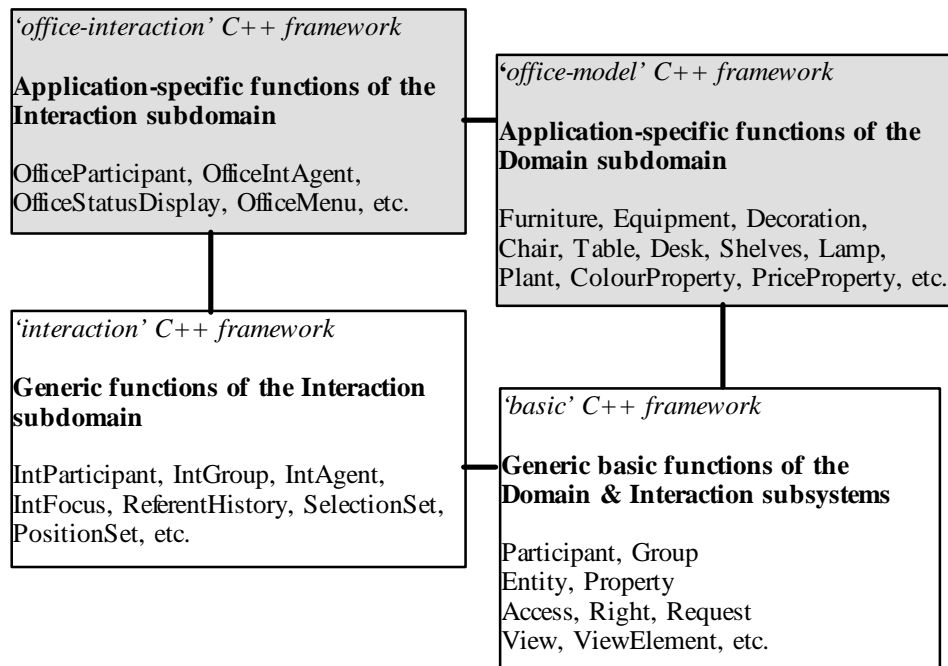 ‘office-interaction’ C++ framework
Application-specific functions of the
Interaction subdomain
OfficeParticipant, OfficeIntAgent,
OfficeStatusDisplay, OfficeMenu, etc.
‘office-model’ C++ framework
Application-specific functions of the
Domain subdomain
Furniture, Equipment, Decoration,
Chair, Table, Desk, Shelves, Lamp,
Plant, ColourProperty, PriceProperty, etc.
‘interaction’ C++ framework
Generic functions of the Interaction
subdomain
IntParticipant, IntGroup, IntAgent,
IntFocus, ReferentHistory, SelectionSet,
PositionSet, etc.
‘basic’ C++ framework
Generic basic functions of the
Domain & Interaction subsystems
Participant, Group
Entity, Property
Access, Right, Request
View, ViewElement, etc.